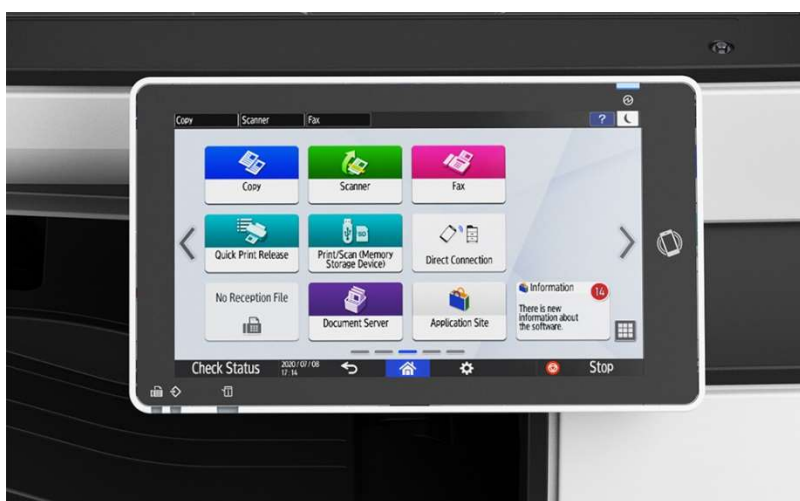 Copy
Scanner
Fax
?
Copy
Scanner
Fax
Quick Print Release
Print/Scan (Memory
Storage Device)
Direct Connection
No Reception File
Document Server
Application Site
Information
14
There is new
information about
the software.
Check Status
2020/07/08
17:14
Stop